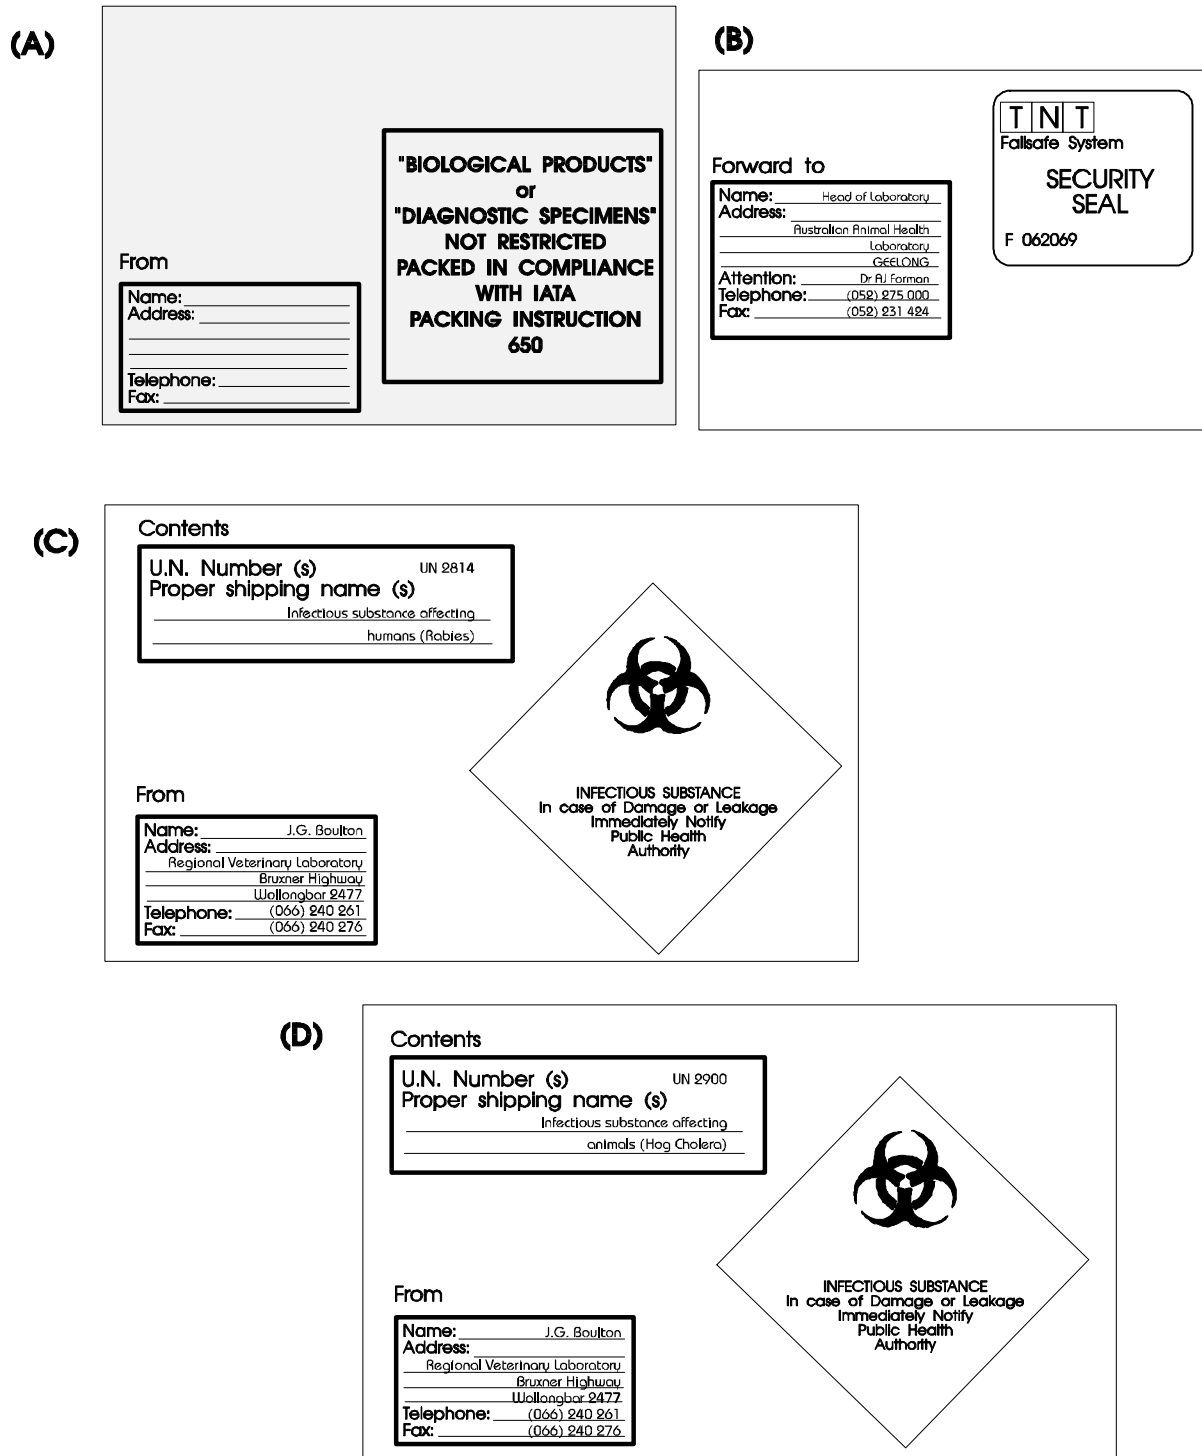 (A)
"BIOLOGICAL PRODUCTS"
or
"DIAGNOSTIC SPECIMENS"
NOT RESTRICTED
PACKED IN COMPLIANCE
WITH IATA
PACKING INSTRUCTION
650
From
Name:
Address:
Telephone:
Fax:
(B)
TNT
Failsafe System
SECURITY
SEAL
F 062069
Forward to
Name: Head of Laboratory
Address:
Australian Animal Health
Laboratory
GEELONG
Attention: Dr AJ Forman
Telephone: (052) 275 000
Fax: (052) 231 424
(C)
Contents
U.N. Number (s) UN 2814
Proper shipping name (s)
Infectious substance affecting
humans (Rabies)
INFECTIOUS SUBSTANCE
In case of Damage or Leakage
Immediately Notify
Public Health
Authority
From
Name: J.G. Boulton
Address:
Regional Veterinary Laboratory
Bruxner Highway
Wollongbar 2477
Telephone: (066) 240 261
Fax: (066) 240 276
(D)
Contents
U.N. Number (s) UN 2900
Proper shipping name (s)
Infectious substance affecting
animals (Hog Cholera)
INFECTIOUS SUBSTANCE
In case of Damage or Leakage
Immediately Notify
Public Health
Authority
From
Name: J.G. Boulton
Address:
Regional Veterinary Laboratory
Bruxner Highway
Wollongbar 2477
Telephone: (066) 240 261
Fax: (066) 240 276